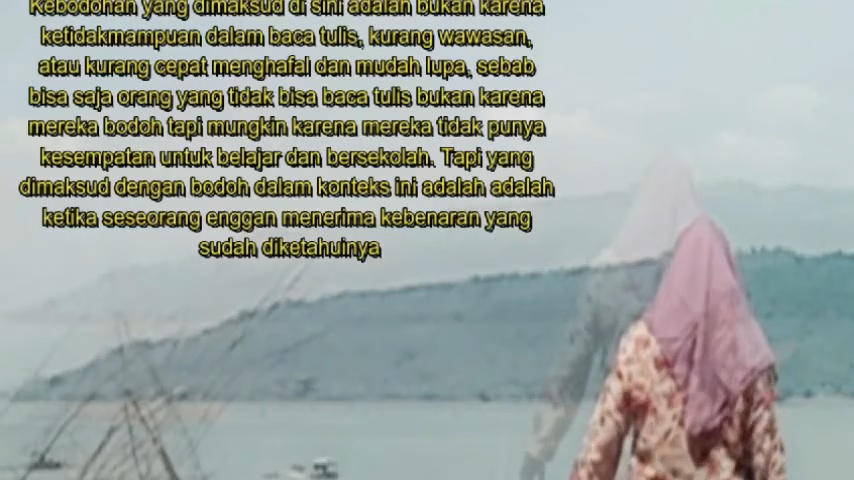 Kebodohan yang dimaksud di sini adalah bukan karena
ketidakmampuan dalam baca tulis, kurang wawasan,
atau kurang cepat menghafal dan mudah lupa, sebab
bisa saja orang yang tidak bisa baca tulis bukan karena
mereka bodoh tapi mungkin karena mereka tidak punya
kesempatan untuk belajar dan bersekolah. Tapi yang
dimaksud dengan bodoh dalam konteks ini adalah adalah
ketika seseorang enggan menerima kebenaran yang
sudah diketahuinya